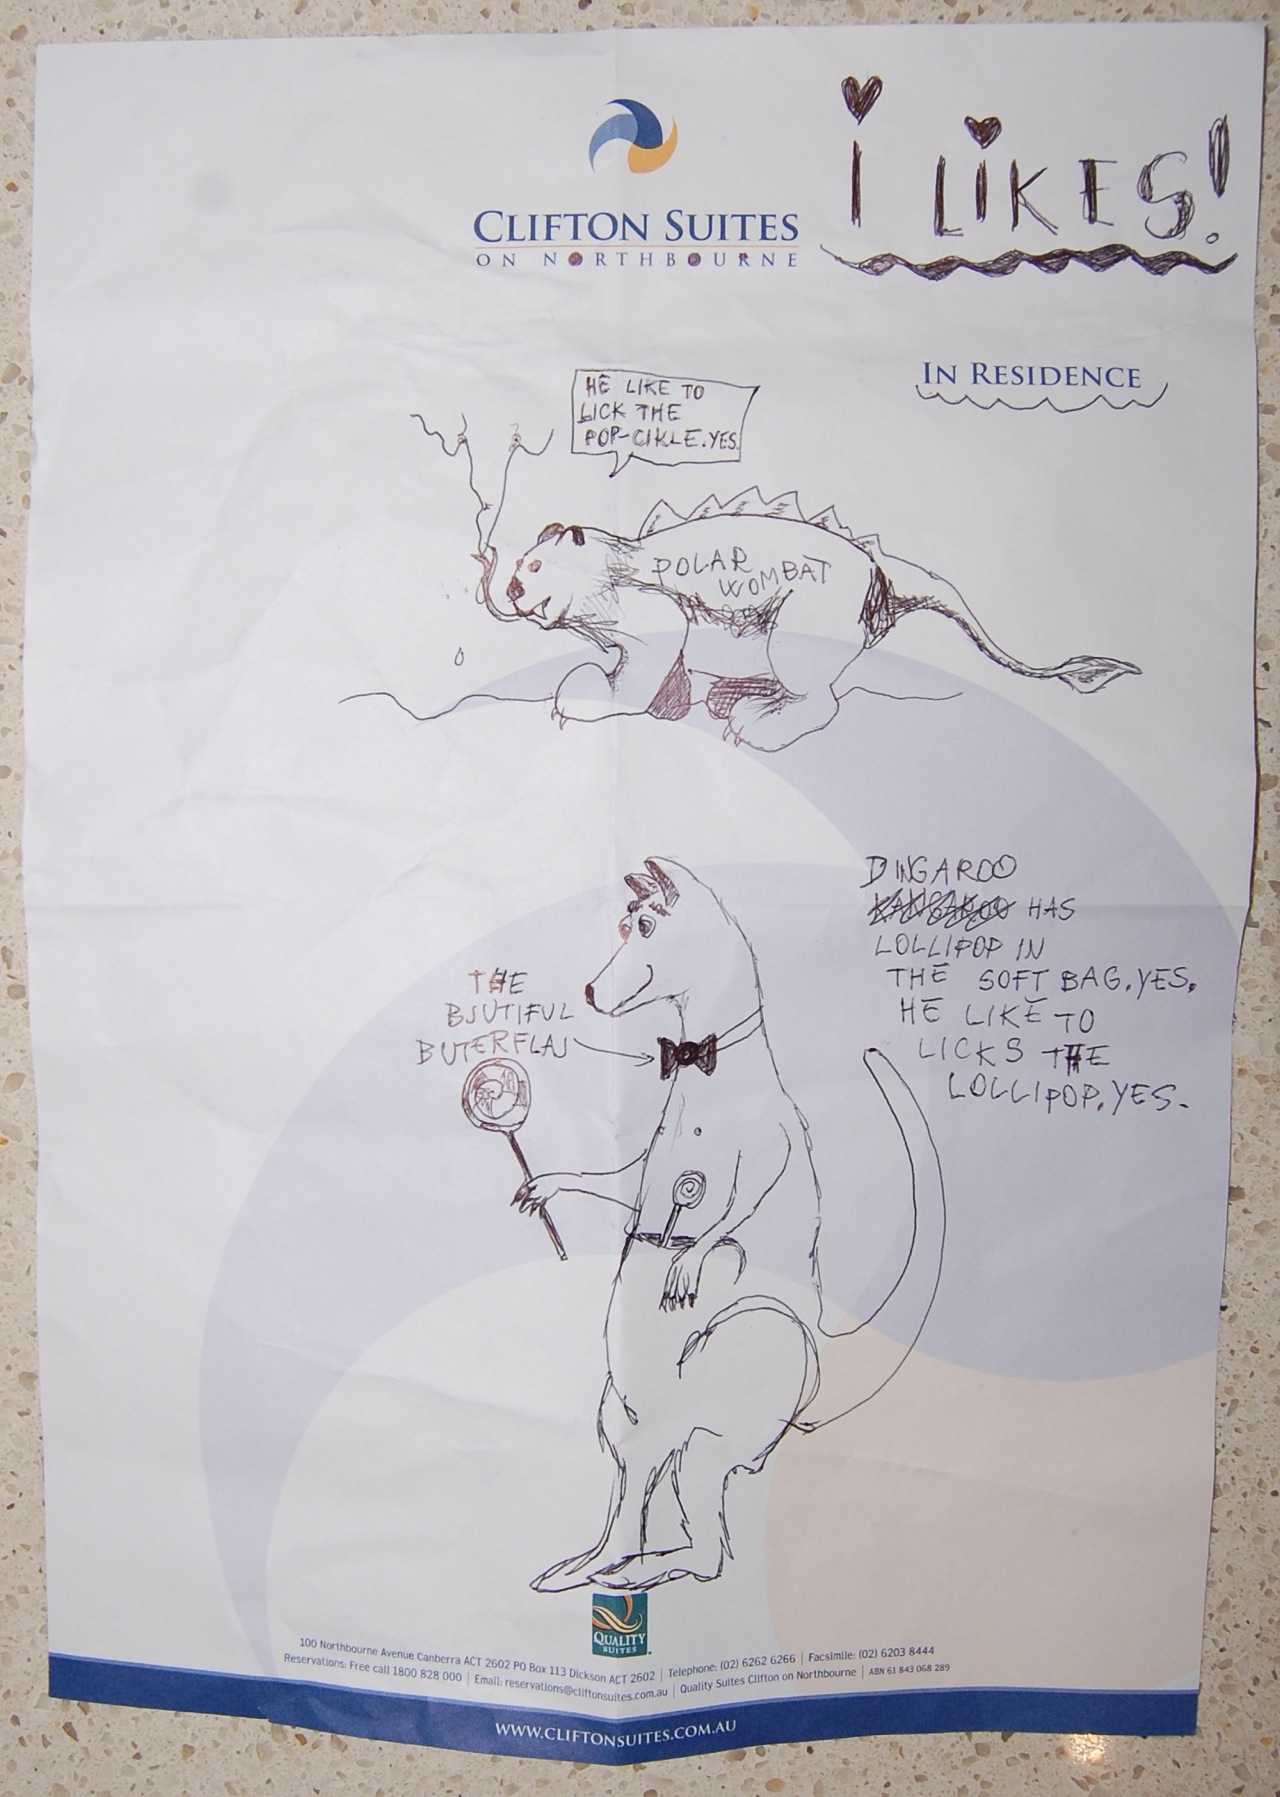 i LiKES!
CLIFTON SUITES
ON NORTHBOURNE
IN RESIDENCE
HE LIKE TO
LICK THE
POP-CIKLE.YES.
POLAR
WOMBAT
DINGAROO
KANGAROO HAS
LOLLIPOP IN
THE SOFT BAG.YES.
HE LIKE TO
LICKS THE
LOLLIPOP.YES.
THE
BJUTIFUL
BUTERFLAJ
QUALITY
SUITES
100 Northbourne Avenue Canberra ACT 2602 PO Box 113 Dickson ACT 2602 | Telephone: (02) 6262 6266 | Facsimile: (02) 6203 8444
Reservations: Free call 1800 828 000 | Email: reservations@cliftonsuites.com.au | Quality Suites Clifton on Northbourne | ABN 61 843 068 289
WWW.CLIFTONSUITES.COM.AU